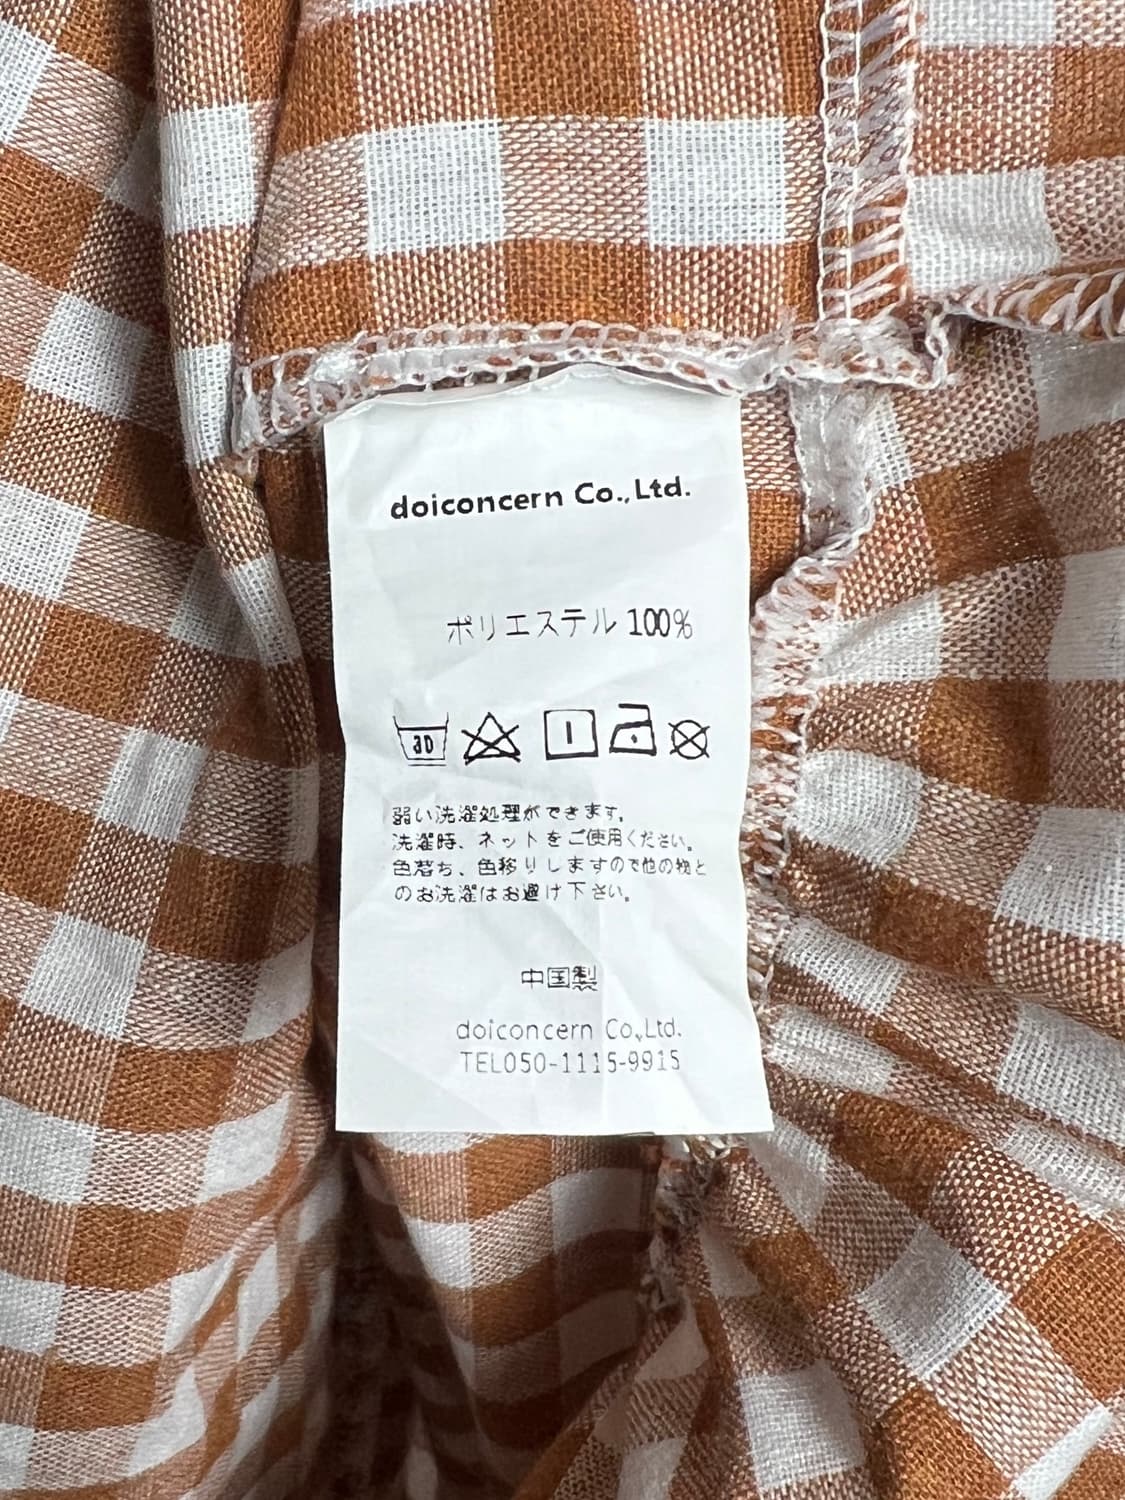 doiconcern Co.,Ltd.
ポリエステル 100%
30
弱い洗濯処理ができます。
洗濯時、ネットをご使用ください。
色落ち、色移りしますので他の物と
のお洗濯はお避け下さい。
中国製
doiconcern Co.,Ltd.
TEL050-1115-9915